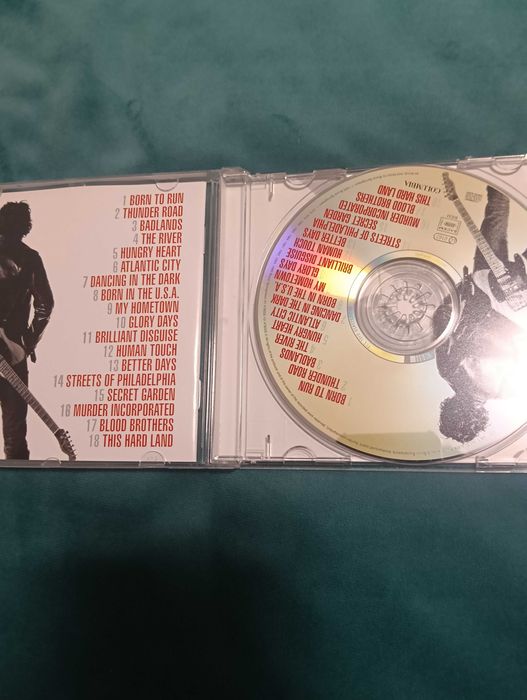 1 BORN TO RUN
2 THUNDER ROAD
3 BADLANDS
4 THE RIVER
5 HUNGRY HEART
6 ATLANTIC CITY
7 DANCING IN THE DARK
8 BORN IN THE U.S.A.
9 MY HOMETOWN
10 GLORY DAYS
11 BRILLIANT DISGUISE
12 HUMAN TOUCH
13 BETTER DAYS
14 STREETS OF PHILADELPHIA
15 SECRET GARDEN
16 MURDER INCORPORATED
17 BLOOD BROTHERS
18 THIS HARD LAND
COLUMBIA
1 BORN TO RUN
2 THUNDER ROAD
BADLANDS
4 THE RIVER
HUNGRY HEART
ATLANTIC CITY
DANCING IN THE DARK
BORN IN THE U.S.A.
MY HOMETOWN
GLORY DAYS
BRILLIANT DISGUISE
HUMAN TOUCH
BETTER DAYS
STREETS OF PHILADELPHIA
SECRET GARDEN
MURDER INCORPORATED
BLOOD BROTHERS
THIS HARD LAND